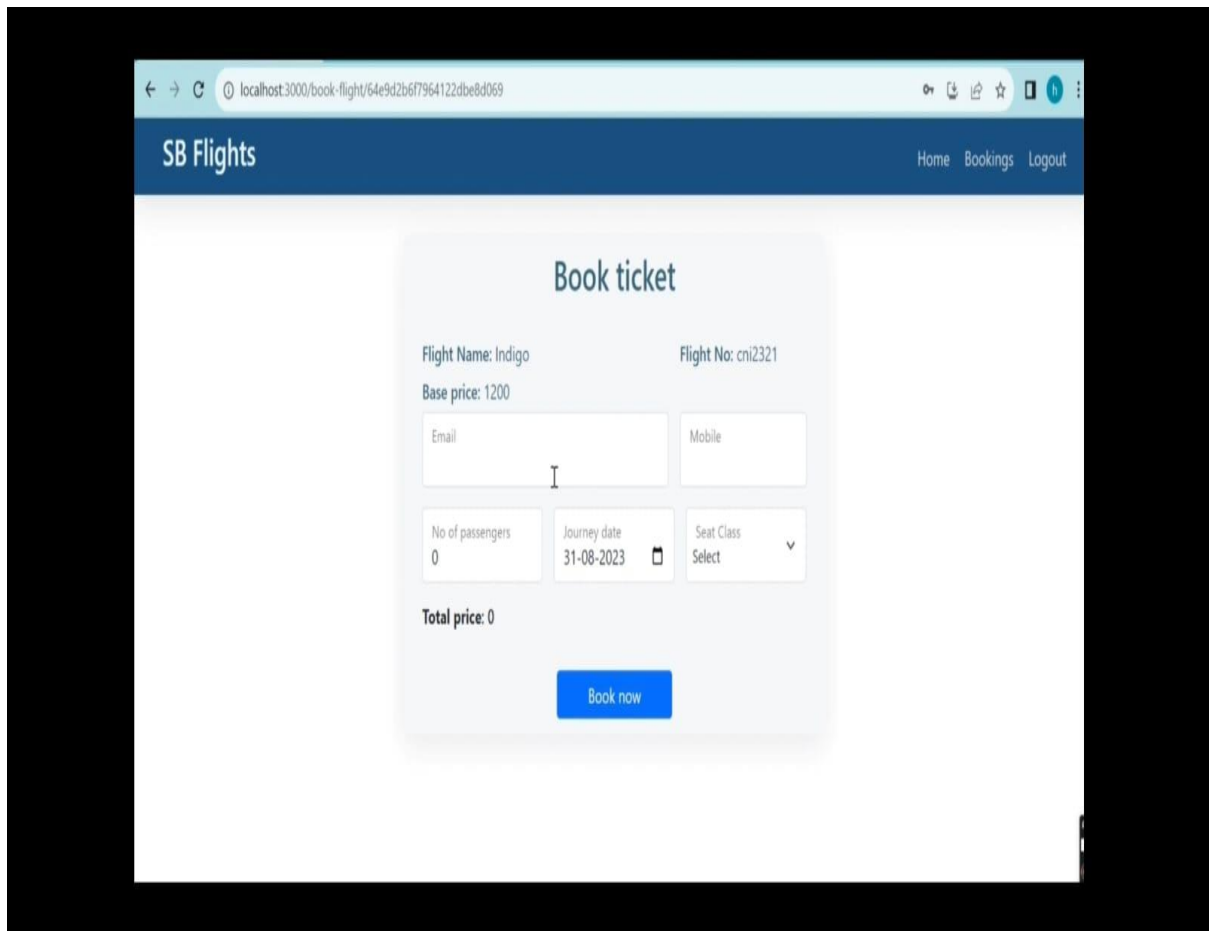 localhost:3000/book-flight/64e9d2b6f7964122dbe8d069
h
SB Flights
Home Bookings Logout
Book ticket
Flight Name: Indigo Flight No: cni2321
Base price: 1200
Email Mobile
No of passengers Journey date Seat Class
0 31-08-2023 Select
Total price: 0
Book now